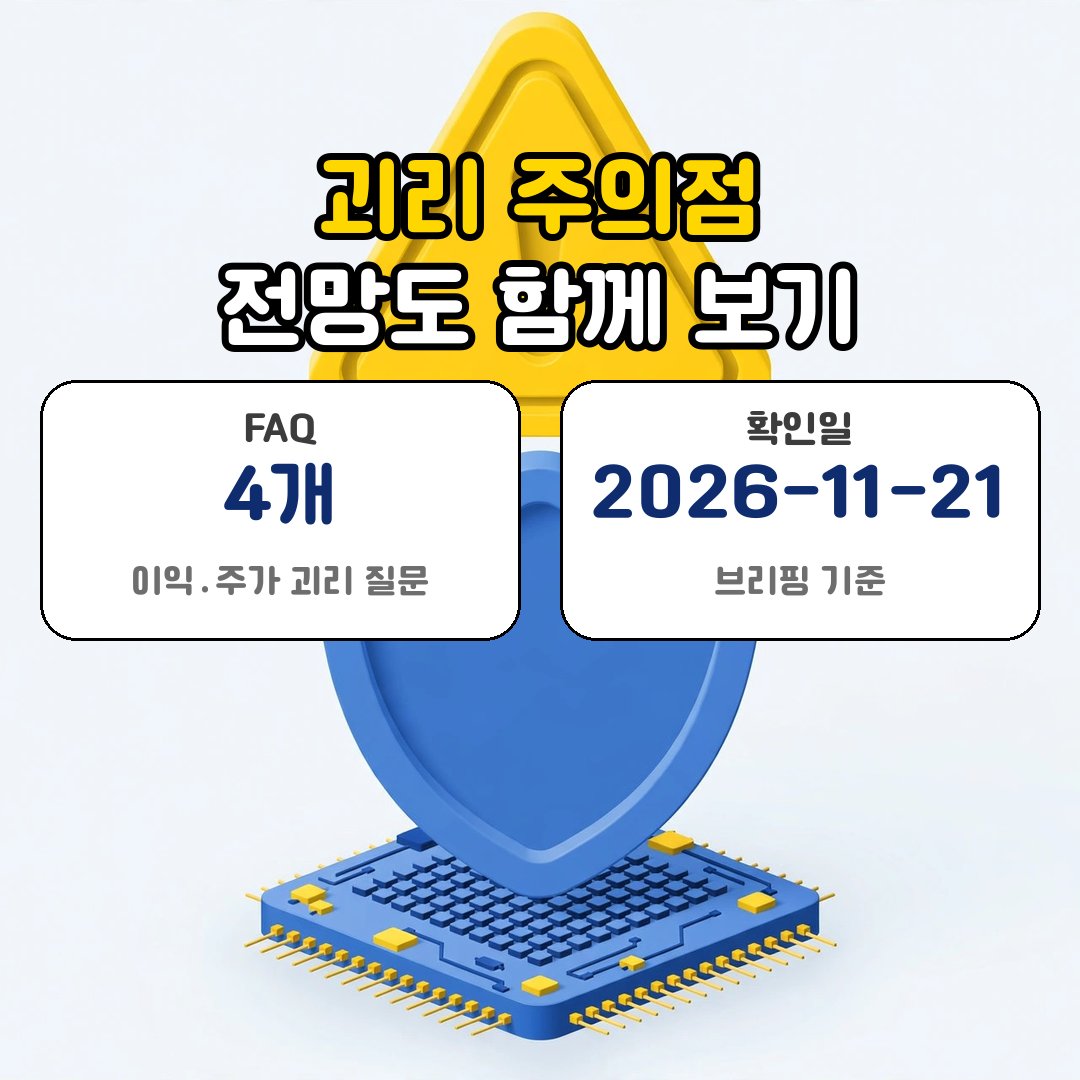 괴리 주의점
전망도 함께 보기
FAQ
4개
이익.주가 괴리 질문
확인일
2026-11-21
브리핑 기준